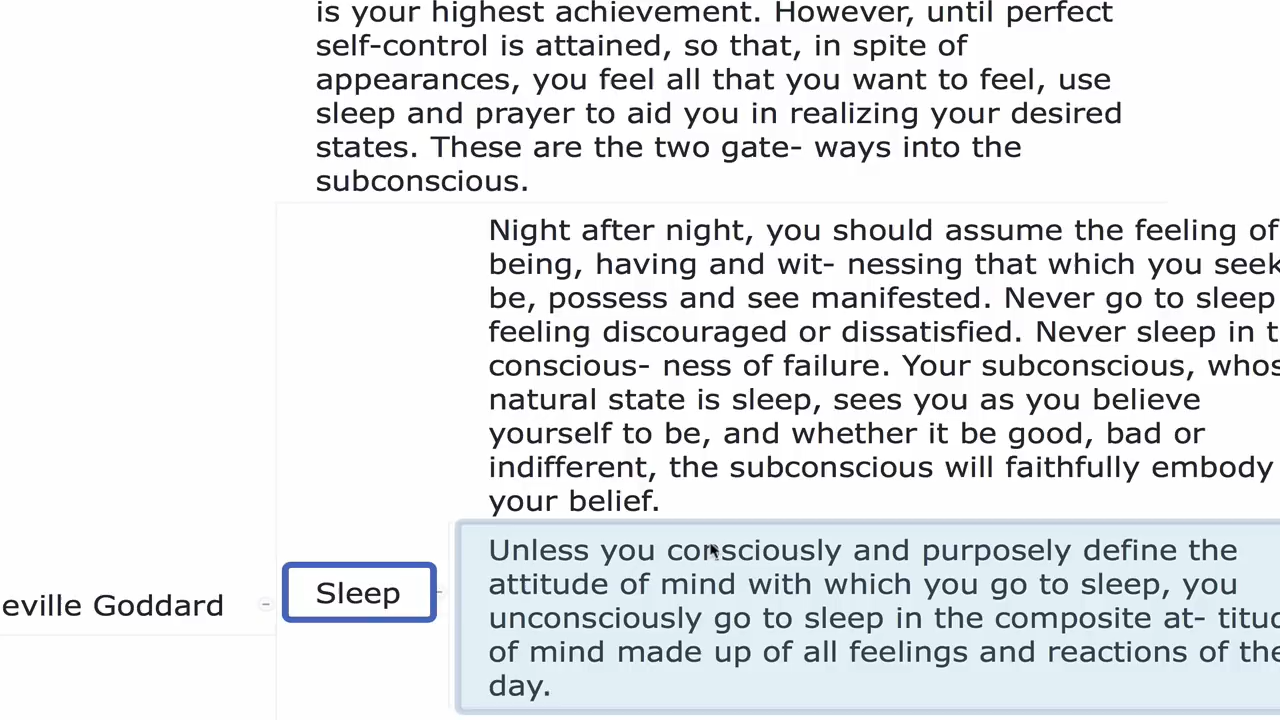 is your highest achievement. However, until perfect
self-control is attained, so that, in spite of
appearances, you feel all that you want to feel, use
sleep and prayer to aid you in realizing your desired
states. These are the two gate- ways into the
subconscious.
Night after night, you should assume the feeling of
being, having and wit- nessing that which you seek
be, possess and see manifested. Never go to sleep
feeling discouraged or dissatisfied. Never sleep in
conscious- ness of failure. Your subconscious,
natural state is sleep, sees you as you believe
yourself to be, and whether it be good, bad or
indifferent, the subconscious will faithfully embody
your belief.
Unless you consciously and purposely define the
attitude of mind with which you go to sleep, you
unconsciously go to sleep in the composite at-
of mind made up of all feelings and reactions of the
day.
Sleep
eville Goddard